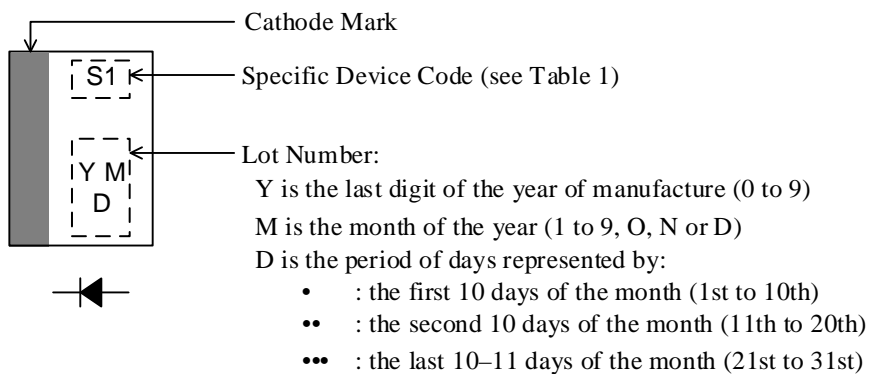 Cathode Mark
S1
Specific Device Code (see Table 1)
Lot Number:
Y M
D
Y is the last digit of the year of manufacture (0 to 9)
M is the month of the year (1 to 9, O, N or D)
D is the period of days represented by:
• : the first 10 days of the month (1st to 10th)
•• : the second 10 days of the month (11th to 20th)
••• : the last 10–11 days of the month (21st to 31st)